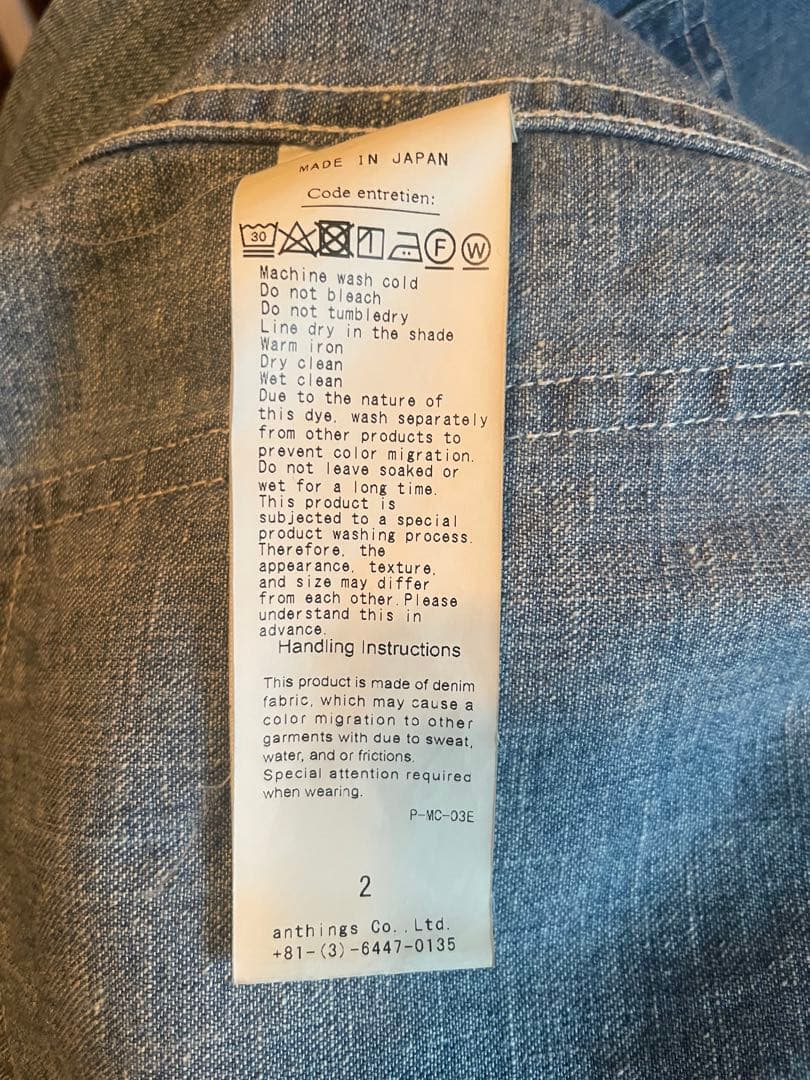 MADE IN JAPAN
Code entretien:
30 F W
Machine wash cold
Do not bleach
Do not tumbledry
Line dry in the shade
Warm iron
Dry clean
Wet clean
Due to the nature of
this dye, wash separately
from other products to
prevent color migration.
Do not leave soaked or
wet for a long time.
This product is
subjected to a special
product washing process.
Therefore, the
appearance, texture,
and size may differ
from each other.Please
understand this in
advance.
Handling Instructions
This product is made of denim
fabric, which may cause a
color migration to other
garments with due to sweat,
water, and or frictions.
Special attention required
when wearing.
P-MC-03E
2
anthings Co.,Ltd.
+81-(3)-6447-0135